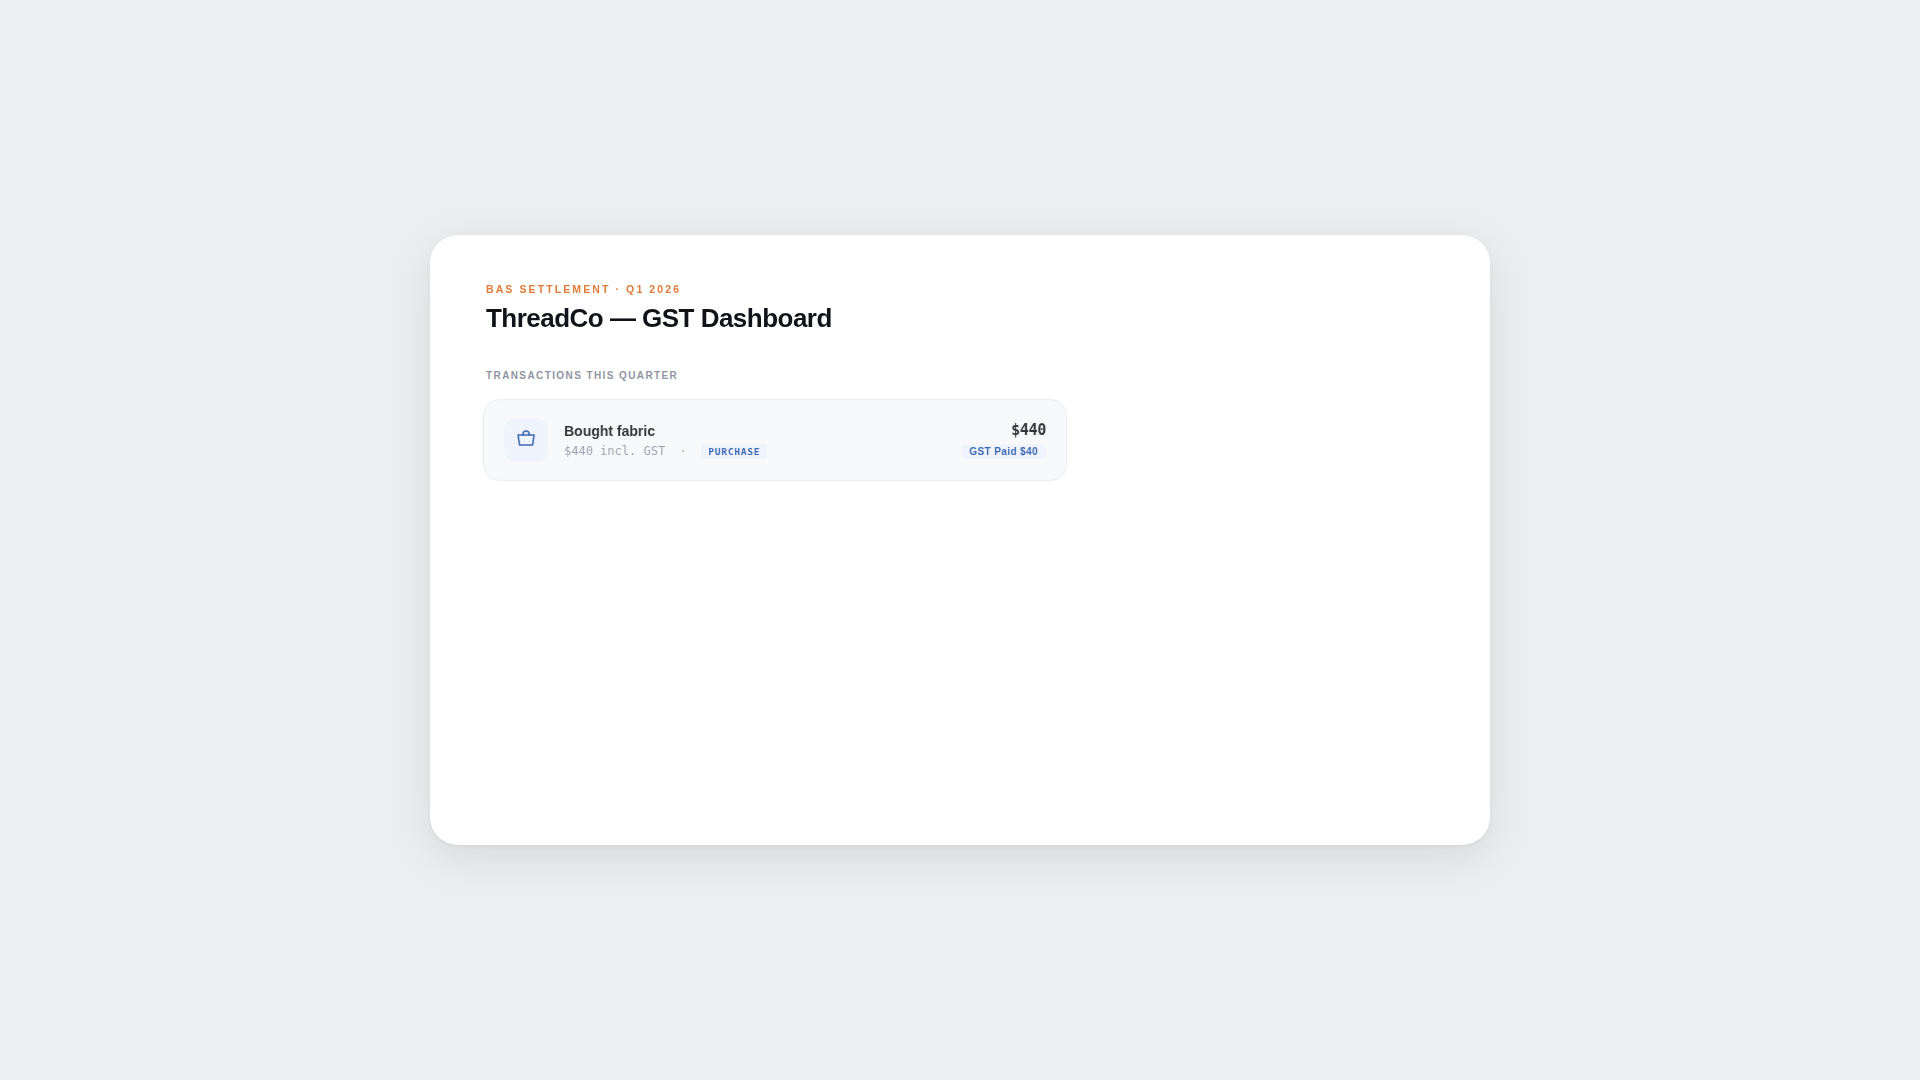 BAS SETTLEMENT · Q1 2026
ThreadCo — GST Dashboard
TRANSACTIONS THIS QUARTER
Bought fabric
$440
$440 incl. GST · PURCHASE
GST Paid $40